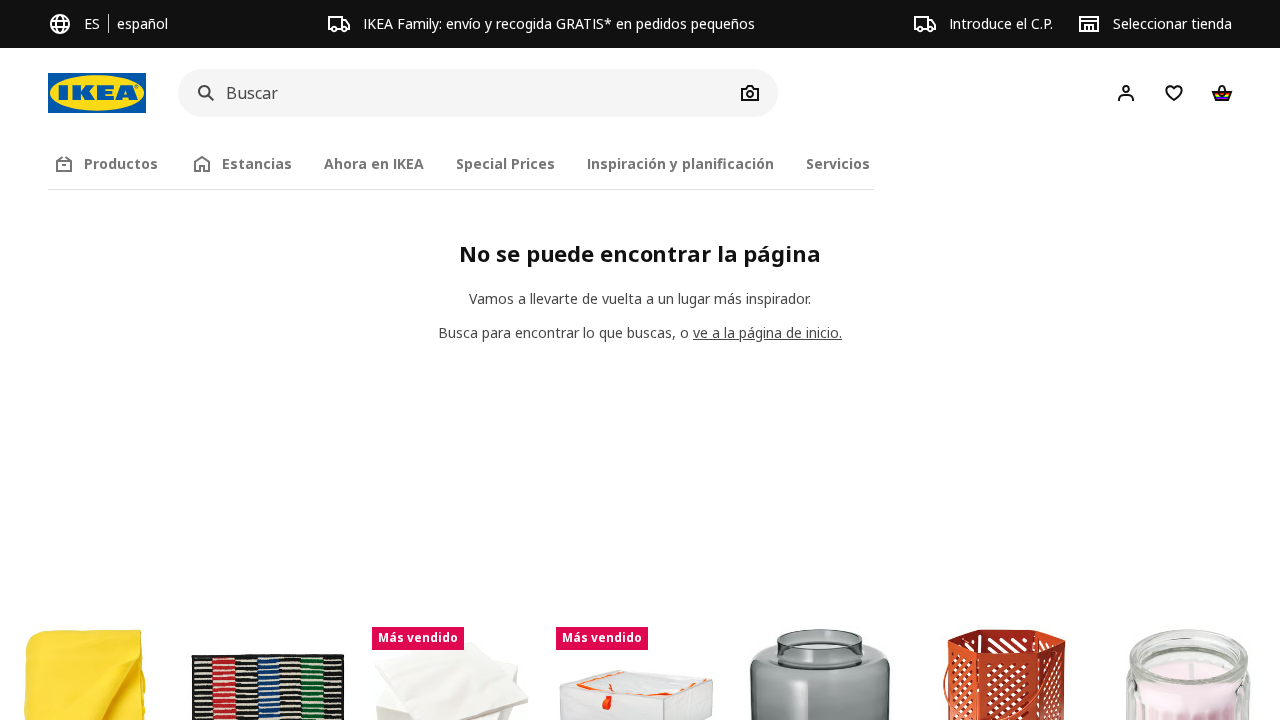 ES español
IKEA Family: envío y recogida GRATIS* en pedidos pequeños
Introduce el C.P.
Seleccionar tienda
IKEA
Buscar
Productos
Estancias
Ahora en IKEA
Special Prices
Inspiración y planificación
Servicios
No se puede encontrar la página
Vamos a llevarte de vuelta a un lugar más inspirador.
Busca para encontrar lo que buscas, o ve a la página de inicio.
Más vendido
Más vendido